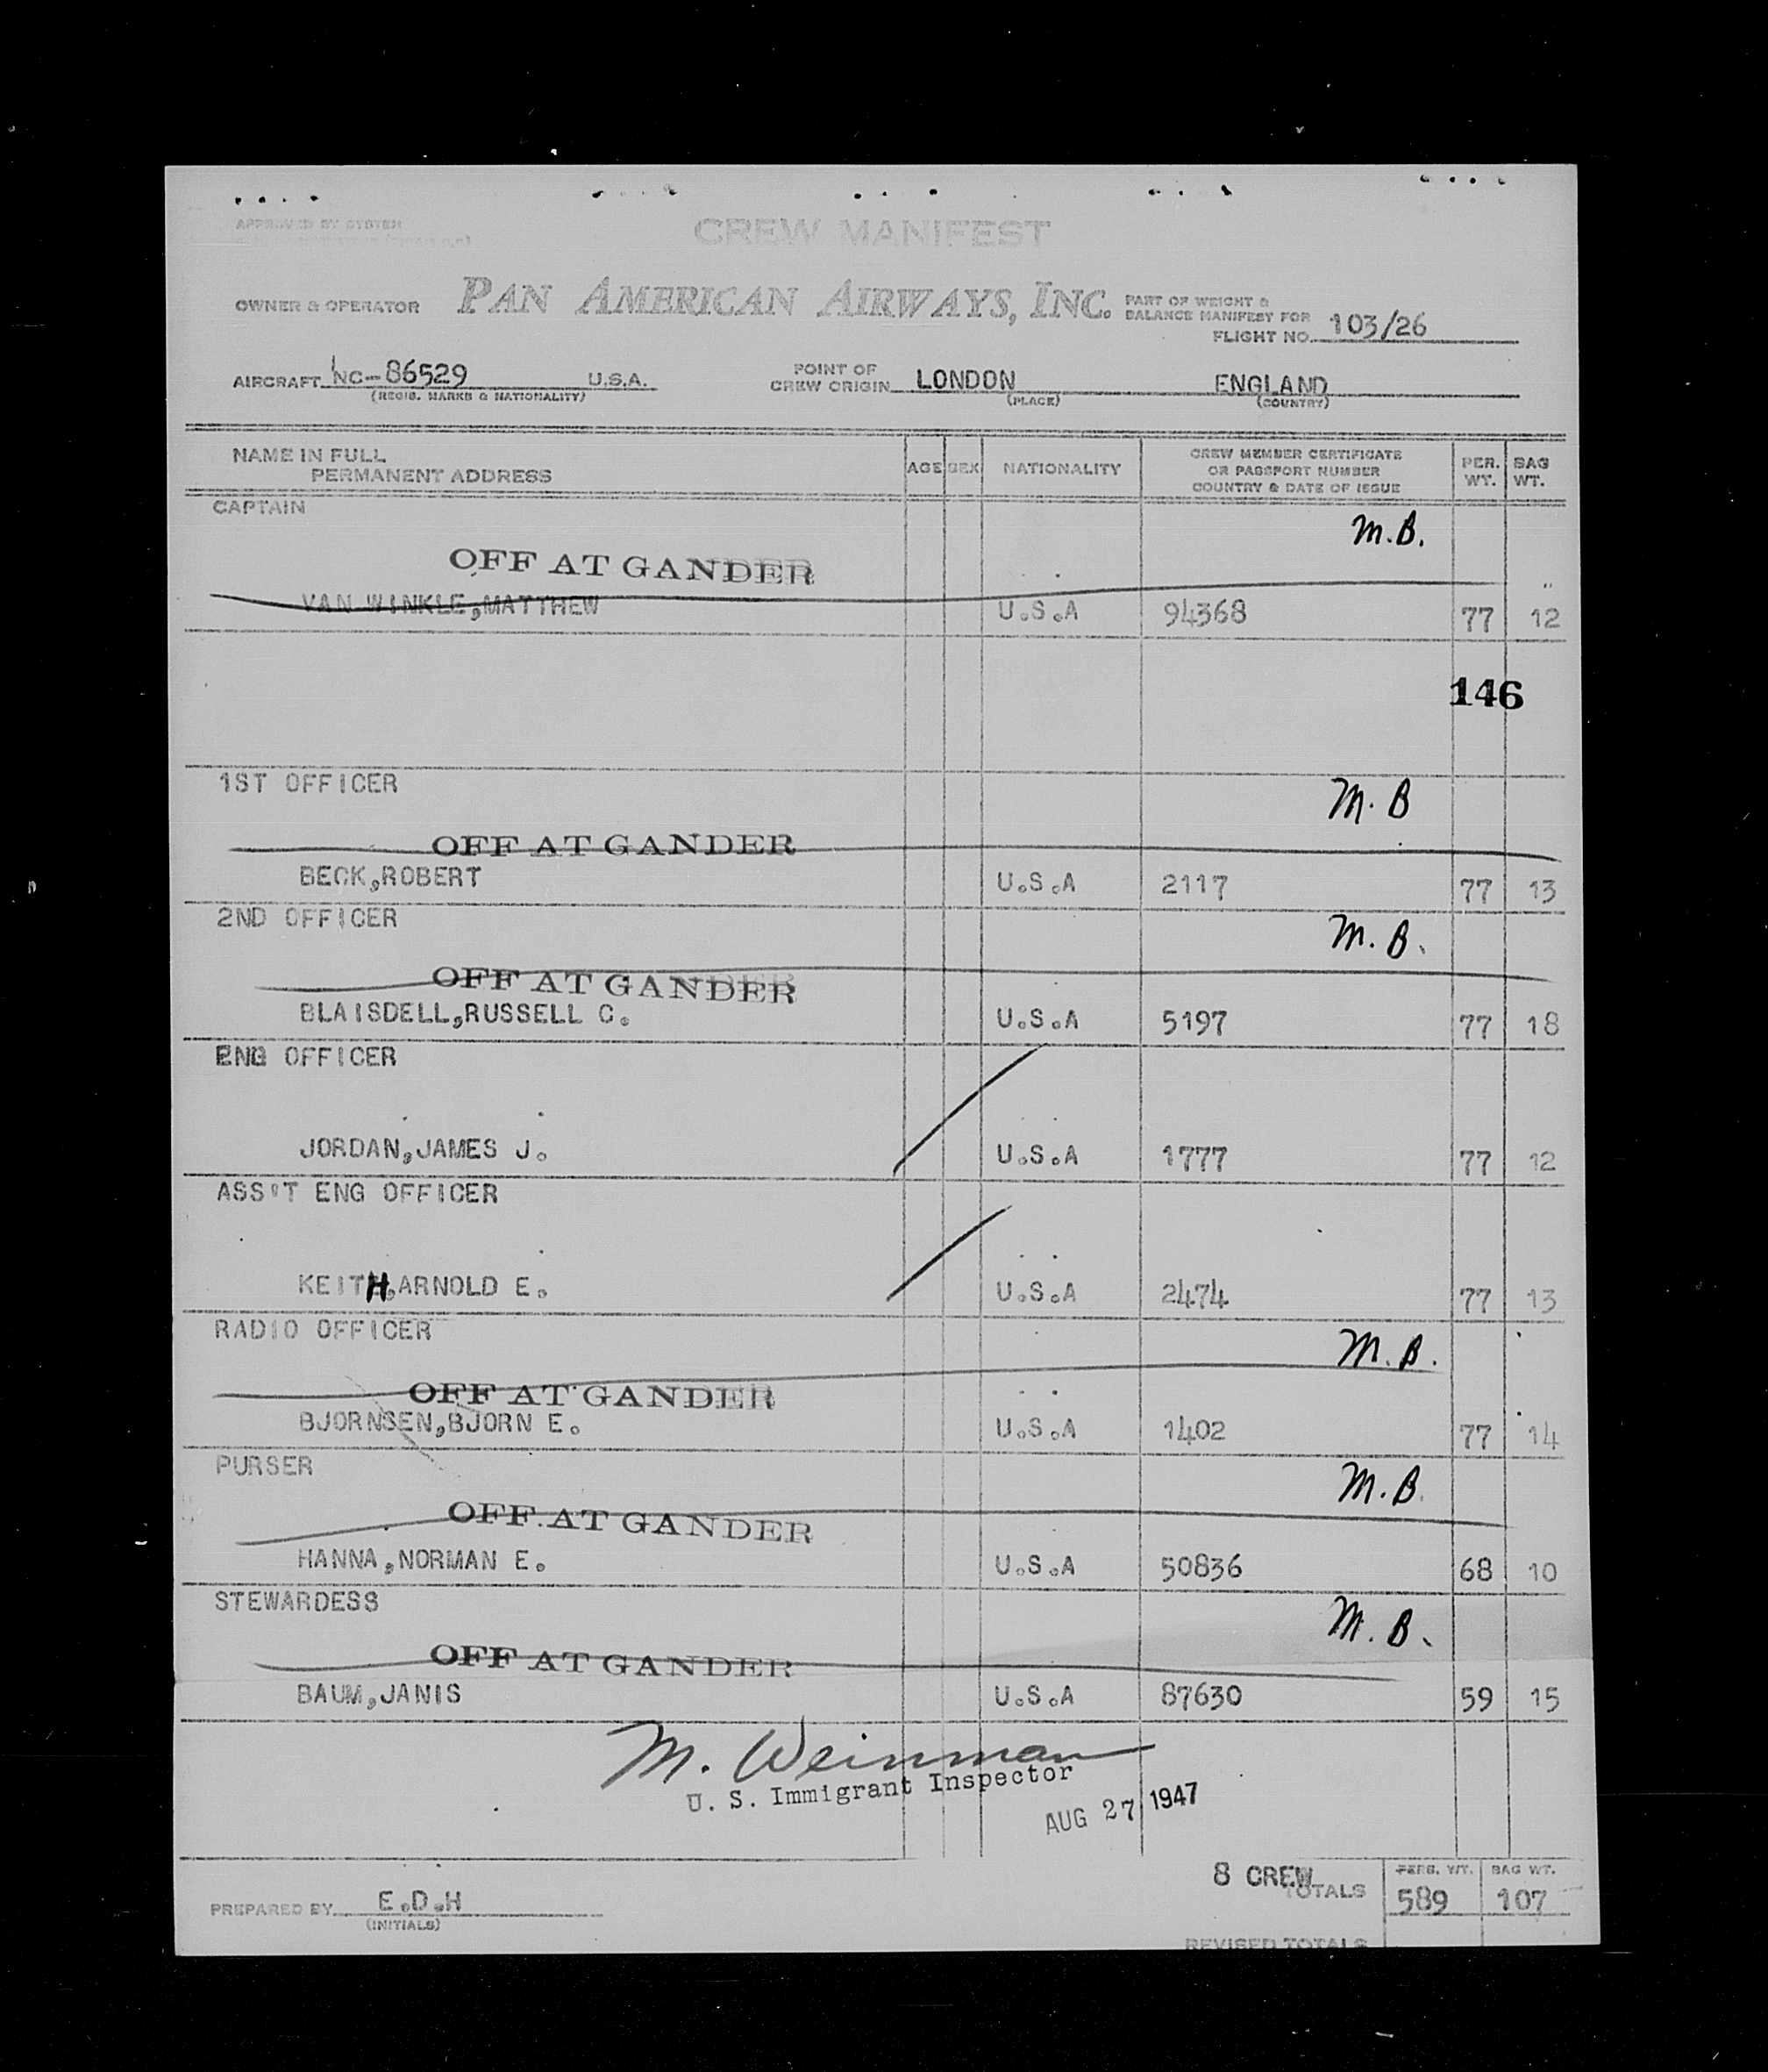 APPROVED BY SYSTEM
CREW MANIFEST
OWNER & OPERATOR PAN AMERICAN AIRWAYS, INC. PART OF WEIGHT &
BALANCE MANIFEST FOR
FLIGHT NO. 103/26
AIRCRAFT NC-86529 U.S.A. POINT OF
CREW ORIGIN LONDON ENGLAND
(REGIS. MARKS & NATIONALITY) (PLACE) (COUNTRY)
NAME IN FULL
PERMANENT ADDRESS
AGE SEX NATIONALITY
CREW MEMBER CERTIFICATE
OR PASSPORT NUMBER
COUNTRY & DATE OF ISSUE
PER.
WT.
BAG
WT.
CAPTAIN
M.B.
OFF AT GANDER
VAN WINKLE,MATTHEW U.S.A 94368 77 12
146
1ST OFFICER
M.B
OFF AT GANDER
BECK,ROBERT U.S.A 2117 77 13
2ND OFFICER
M.B.
OFF AT GANDER
BLAISDELL,RUSSELL C. U.S.A 5197 77 18
ENG OFFICER
JORDAN,JAMES J. U.S.A 1777 77 12
ASS'T ENG OFFICER
KEITH,ARNOLD E. U.S.A 2474 77 13
RADIO OFFICER
M.B.
OFF AT GANDER
BJORNSEN,BJORN E. U.S.A 1402 77 14
PURSER
M.B.
OFF AT GANDER
HANNA,NORMAN E. U.S.A 50836 68 10
STEWARDESS
M.B.
OFF AT GANDER
BAUM,JANIS U.S.A 87630 59 15
M. Weinman
U. S. Immigrant Inspector
AUG 27 1947
8 CREW
TOTALS
PERS. WT. BAG WT.
589 107
PREPARED BY E.D.H
(INITIALS)
REVISED TOTALS